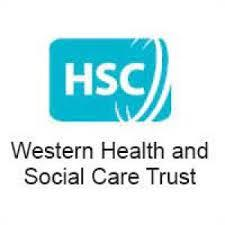 HSC
Western Health and
Social Care Trust